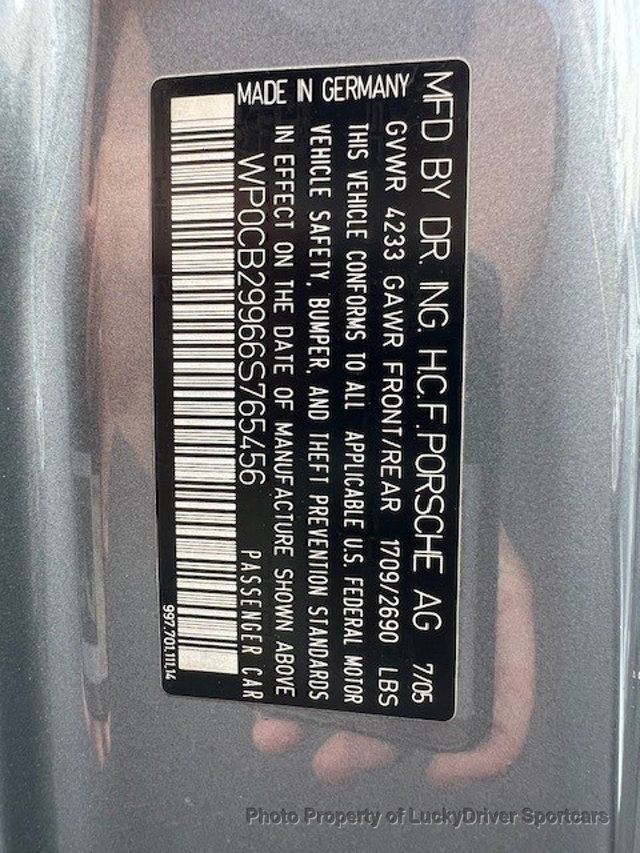 MFD BY DR. ING. H.C.F.PORSCHE AG 7/05
GVWR 4233 GAWR FRONT/REAR 1709/2690 LBS
THIS VEHICLE CONFORMS TO ALL APPLICABLE U.S. FEDERAL MOTOR
VEHICLE SAFETY, BUMPER, AND THEFT PREVENTION STANDARDS
IN EFFECT ON THE DATE OF MANUFACTURE SHOWN ABOVE
MADE IN GERMANY
WP0CB29966S765456 PASSENGER CAR
997.701.111.14
Photo Property of LuckyDriver Sportcars